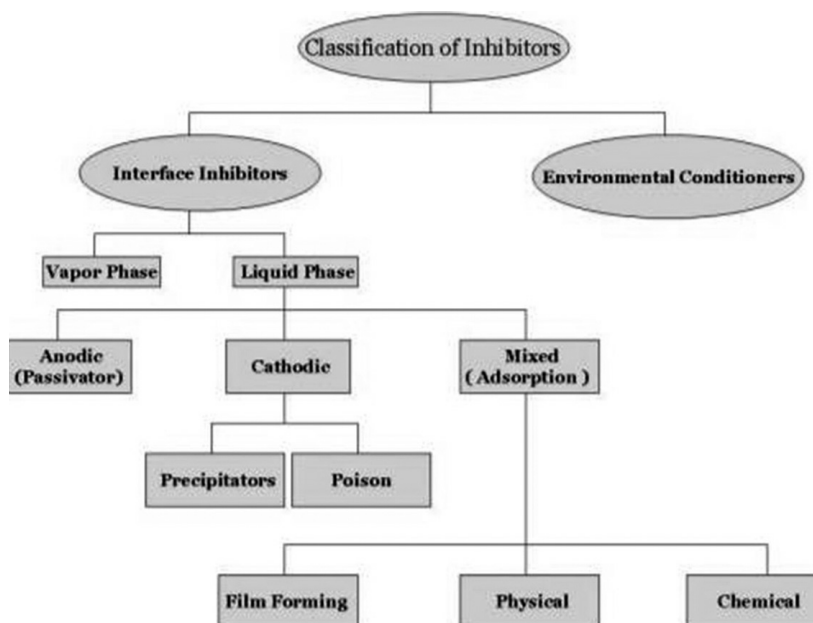 Classification of Inhibitors
Interface Inhibitors
Environmental Conditioners
Vapor Phase
Liquid Phase
Anodic
(Passivator)
Cathodic
Mixed
( Adsorption )
Precipitators
Poison
Film Forming
Physical
Chemical